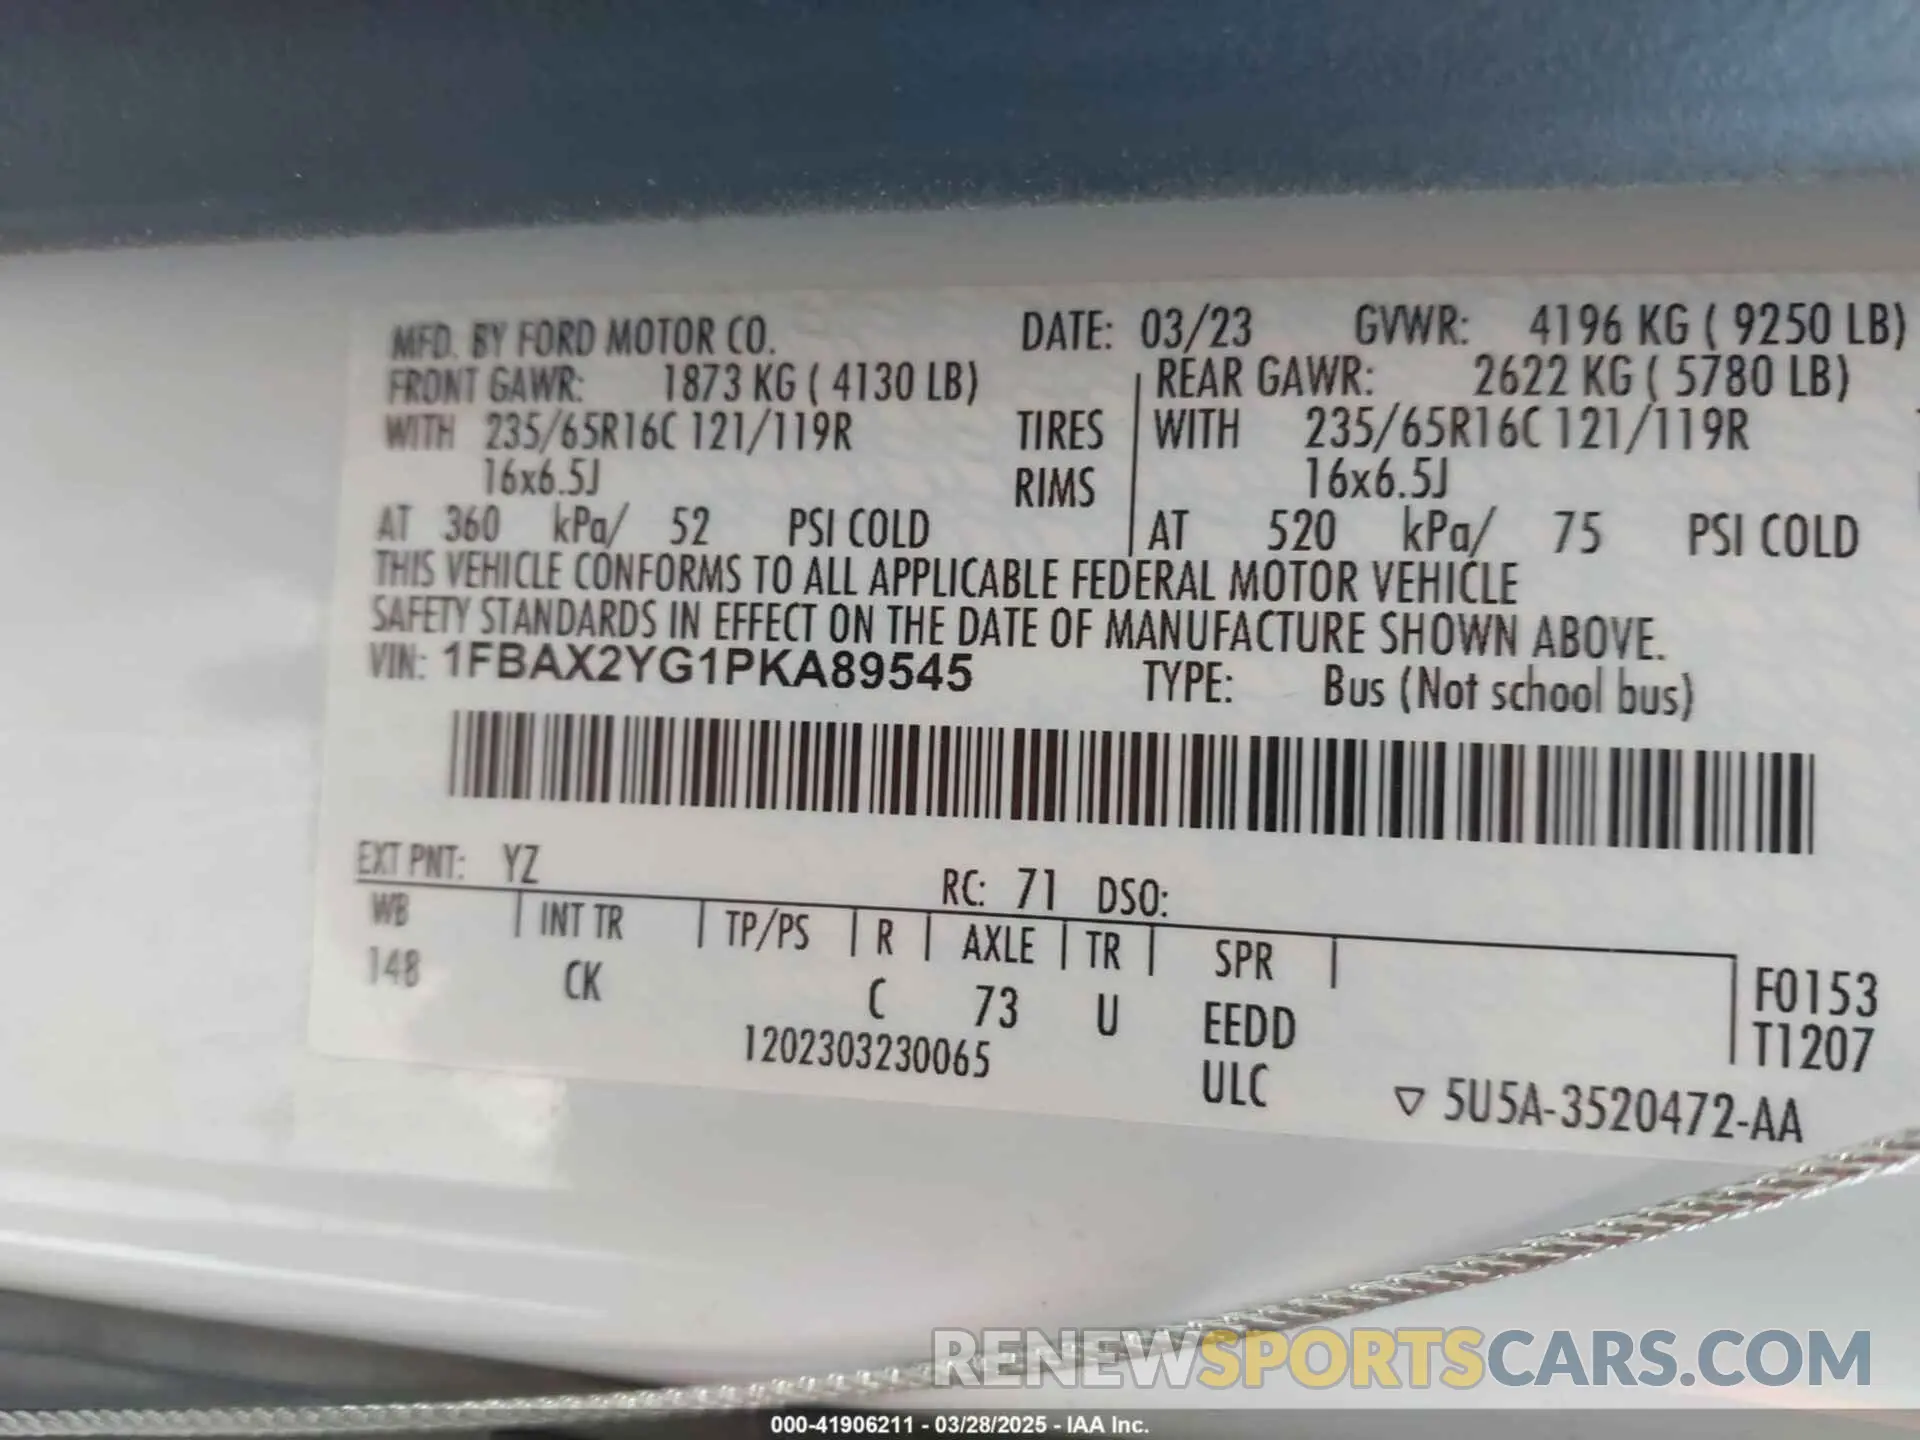 MFD. BY FORD MOTOR CO. DATE: 03/23 GVWR: 4196 KG ( 9250 LB)
FRONT GAWR: 1873 KG ( 4130 LB) REAR GAWR: 2622 KG ( 5780 LB)
WITH 235/65R16C 121/119R TIRES WITH 235/65R16C 121/119R
16x6.5J RIMS 16x6.5J
AT 360 kPa/ 52 PSI COLD AT 520 kPa/ 75 PSI COLD
THIS VEHICLE CONFORMS TO ALL APPLICABLE FEDERAL MOTOR VEHICLE
SAFETY STANDARDS IN EFFECT ON THE DATE OF MANUFACTURE SHOWN ABOVE.
VIN: 1FBAX2YG1PKA89545 TYPE: Bus (Not school bus)
EXT PNT: YZ RC: 71 DSO:
WB INT TR TP/PS R AXLE TR SPR
148 CK C 73 U EEDD F0153
1202303230065 ULC T1207
▽ 5U5A-3520472-AA
RENEWSPORTSCARS.COM
000-41906211 - 03/28/2025 - IAA Inc.